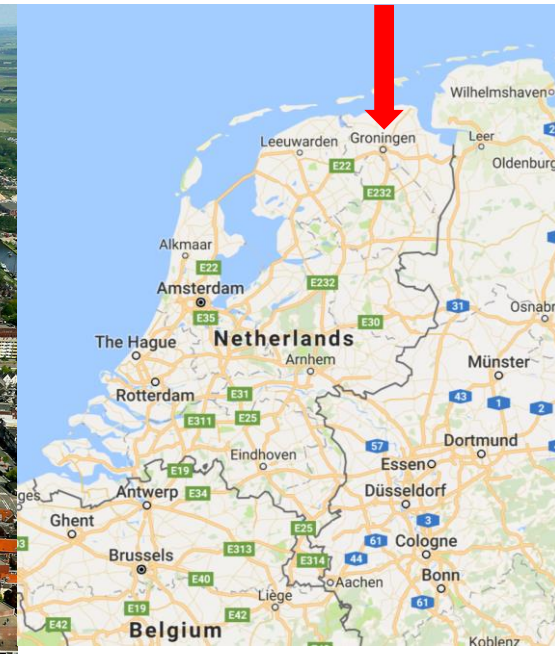 Wilhelmshaven
Leeuwarden
Groningen
Leer
2
E22
Oldenburg
E232
Alkmaar
E22
Amsterdam
E232
31
E35
E30
The Hague
Netherlands
Arnhem
Münster
Rotterdam
E31
43
1
2
E311
E25
57
Dortmund
Eindhoven
Essen
E19
Antwerp
E34
Düsseldorf
Ghent
E25
3
Brussels
E313
E314
61
Cologne
44
E40
Aachen
Bonn
Liège
61
E19
E42
E42
Belgium
Koblenz